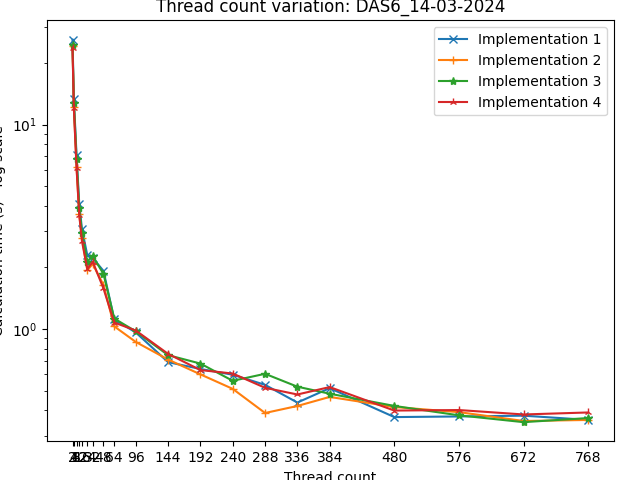 Thread count variation: DAS6_14-03-2024
Implementation 1
Implementation 2
Implementation 3
Implementation 4
10¹
10⁰
64 96 144 192 240 288 336 384 480 576 672 768
Thread count